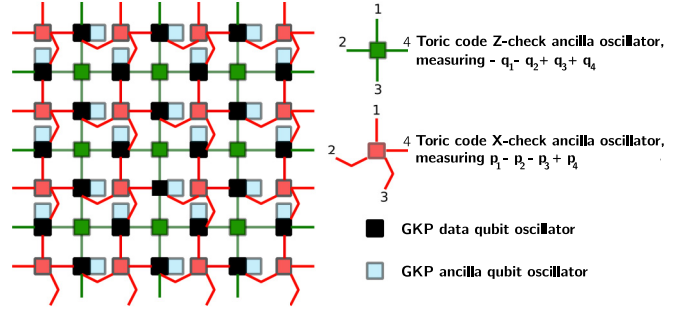 1
2
4
3
Toric code Z-check ancilla oscillator,
measuring - q₁- q₂+ q₃+ q₄
1
2
4
3
Toric code X-check ancilla oscillator,
measuring p₁- p₂- p₃+ p₄
GKP data qubit oscillator
GKP ancilla qubit oscillator